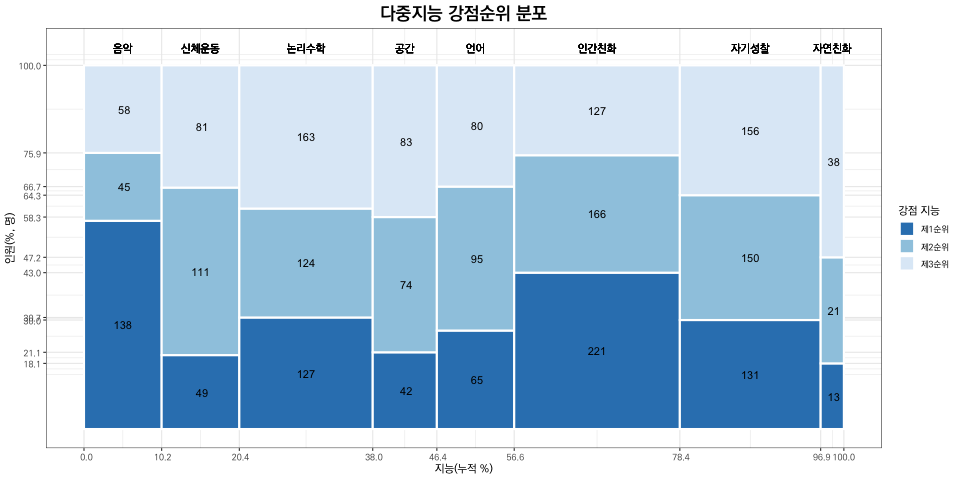 다중지능 강점순위 분포
음악 신체운동 논리수학 공간 언어 인간친화 자기성찰 자연친화
100.0
75.9
66.7
64.3
58.3
47.2
43.0
30.7
30.0
21.1
18.1
인원(%, 명)
58 81 163 83 80 127 156 38
45 111 124 74 95 166 150 21
138 49 127 42 65 221 131 13
0.0 10.2 20.4 38.0 46.4 56.6 78.4 96.9 100.0
지능(누적 %)
강점 지능
제1순위
제2순위
제3순위